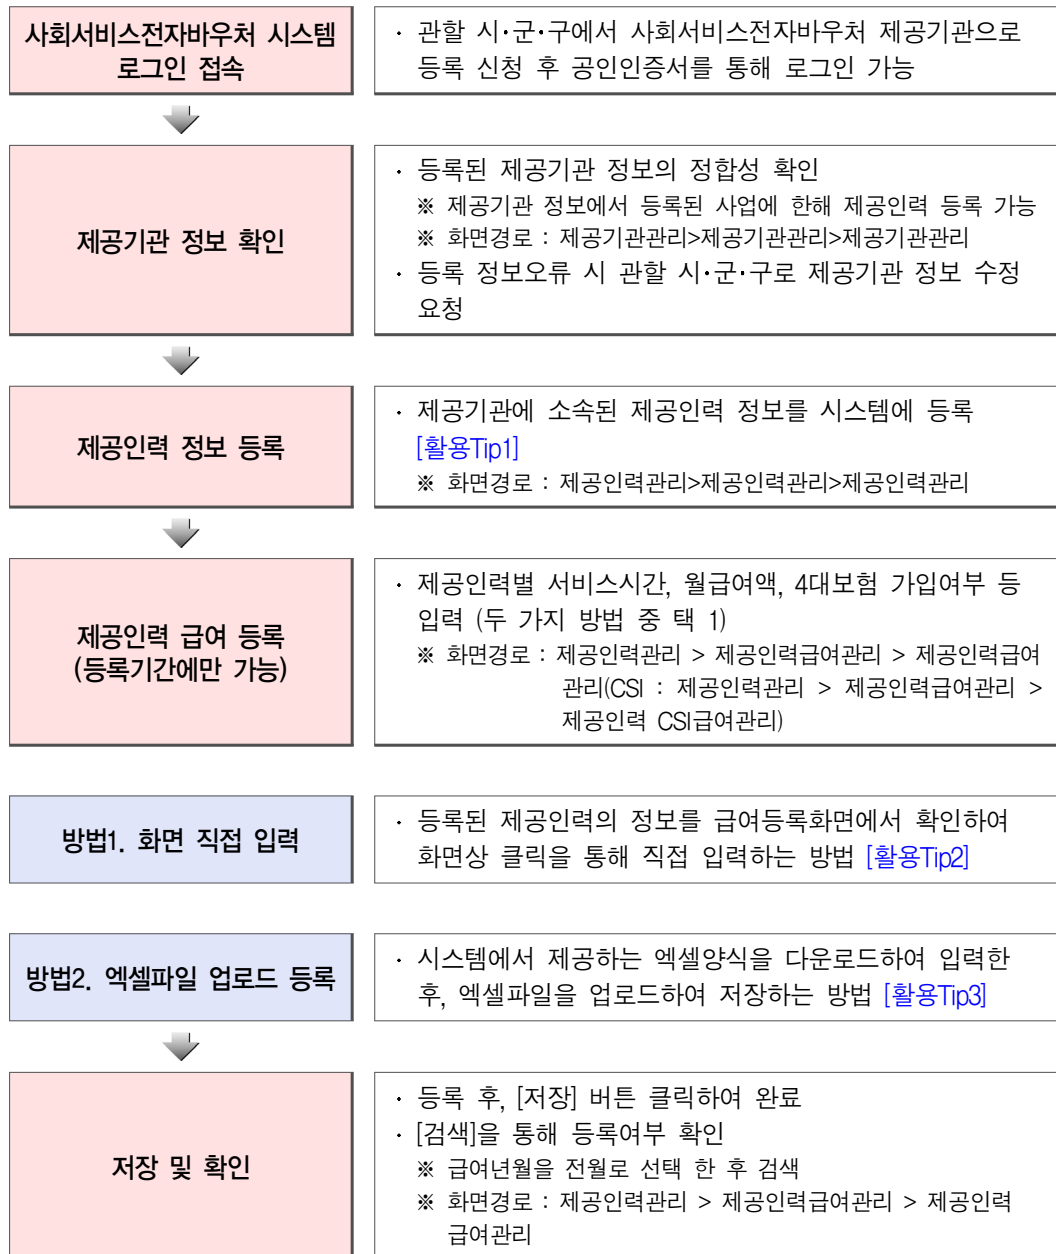 사회서비스전자바우처 시스템
로그인 접속
· 관할 시·군·구에서 사회서비스전자바우처 제공기관으로
등록 신청 후 공인인증서를 통해 로그인 가능
제공기관 정보 확인
· 등록된 제공기관 정보의 정합성 확인
※ 제공기관 정보에서 등록된 사업에 한해 제공인력 등록 가능
※ 화면경로 : 제공기관관리>제공기관관리>제공기관관리
· 등록 정보오류 시 관할 시·군·구로 제공기관 정보 수정
요청
제공인력 정보 등록
· 제공기관에 소속된 제공인력 정보를 시스템에 등록
[활용Tip1]
※ 화면경로 : 제공인력관리>제공인력관리>제공인력관리
제공인력 급여 등록
(등록기간에만 가능)
· 제공인력별 서비스시간, 월급여액, 4대보험 가입여부 등
입력 (두 가지 방법 중 택 1)
※ 화면경로 : 제공인력관리 > 제공인력급여관리 > 제공인력급여
관리(CSI : 제공인력관리 > 제공인력급여관리 >
제공인력 CSI급여관리)
방법1. 화면 직접 입력
· 등록된 제공인력의 정보를 급여등록화면에서 확인하여
화면상 클릭을 통해 직접 입력하는 방법 [활용Tip2]
방법2. 엑셀파일 업로드 등록
· 시스템에서 제공하는 엑셀양식을 다운로드하여 입력한
후, 엑셀파일을 업로드하여 저장하는 방법 [활용Tip3]
저장 및 확인
· 등록 후, [저장] 버튼 클릭하여 완료
· [검색]을 통해 등록여부 확인
※ 급여년월을 전월로 선택 한 후 검색
※ 화면경로 : 제공인력관리 > 제공인력급여관리 > 제공인력
급여관리